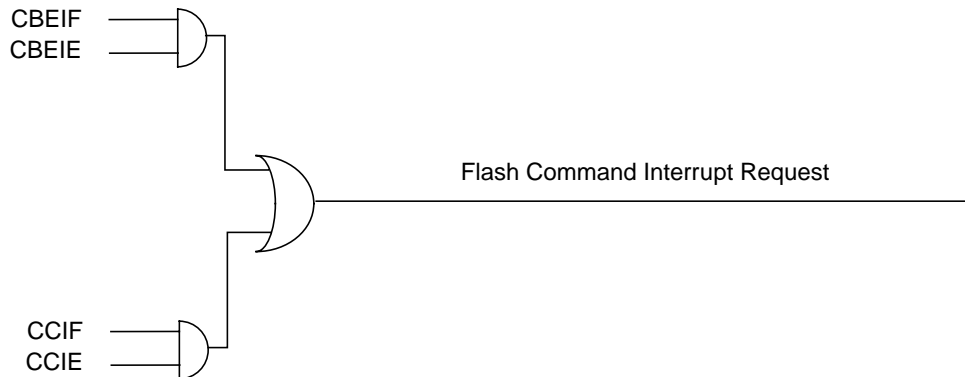 CBEIF
CBEIE
Flash Command Interrupt Request
CCIF
CCIE